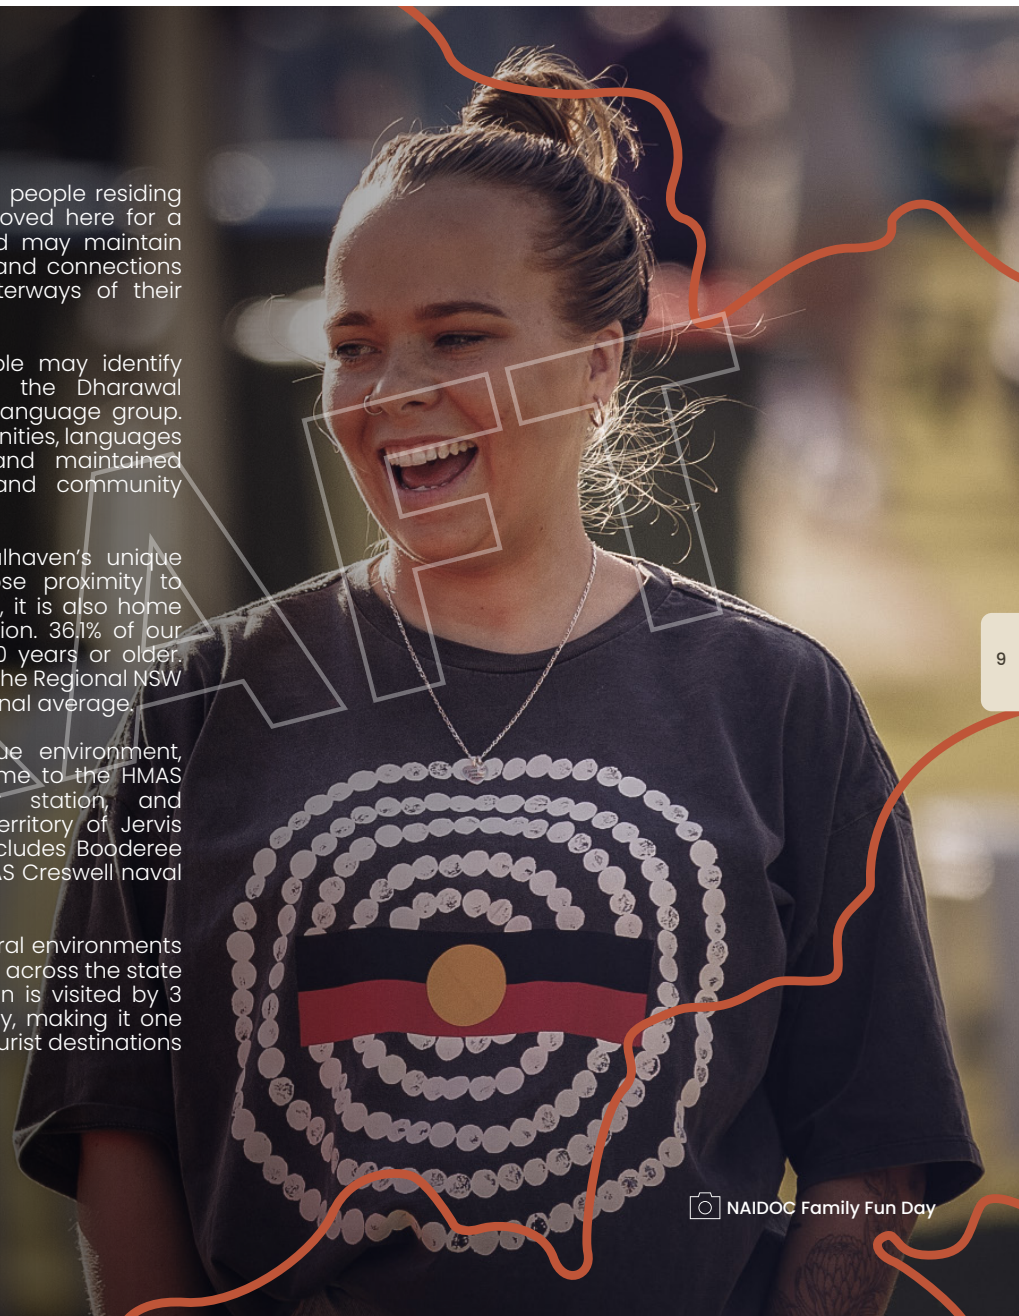 people residing
oved here for a
d may maintain
and connections
terways of their
ple may identify
the Dharawal
anguage group.
nities, languages
and maintained
and community
alhaven's unique
ose proximity to
, it is also home
ion. 36.1% of our
0 years or older.
he Regional NSW
nal average.
ue environment,
me to the HMAS
station, and
erritory of Jervis
cludes Booderee
AS Creswell naval
ral environments
across the state
n is visited by 3
y, making it one
urist destinations
9
NAIDOC Family Fun Day
AFT